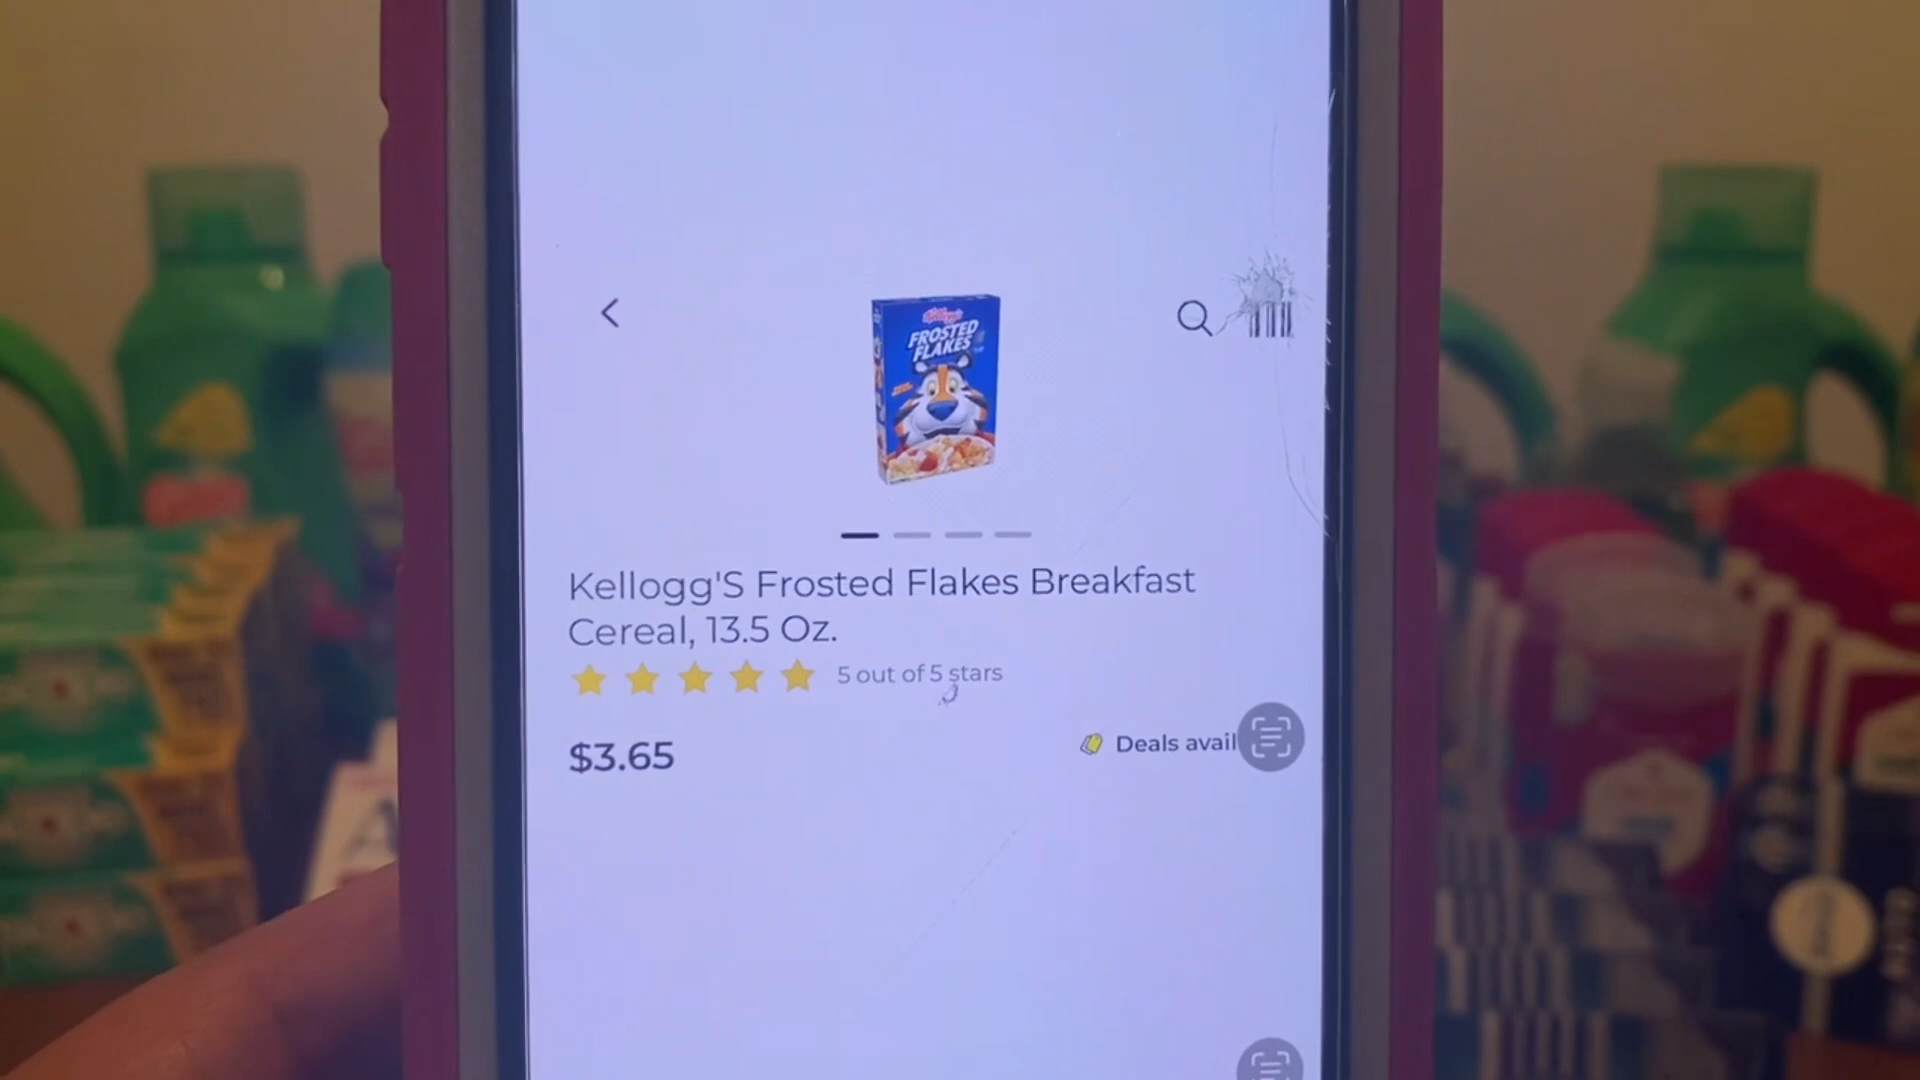 Kellogg's
FROSTED
FLAKES
Kellogg'S Frosted Flakes Breakfast
Cereal, 13.5 Oz.
5 out of 5 stars
$3.65
Deals avail